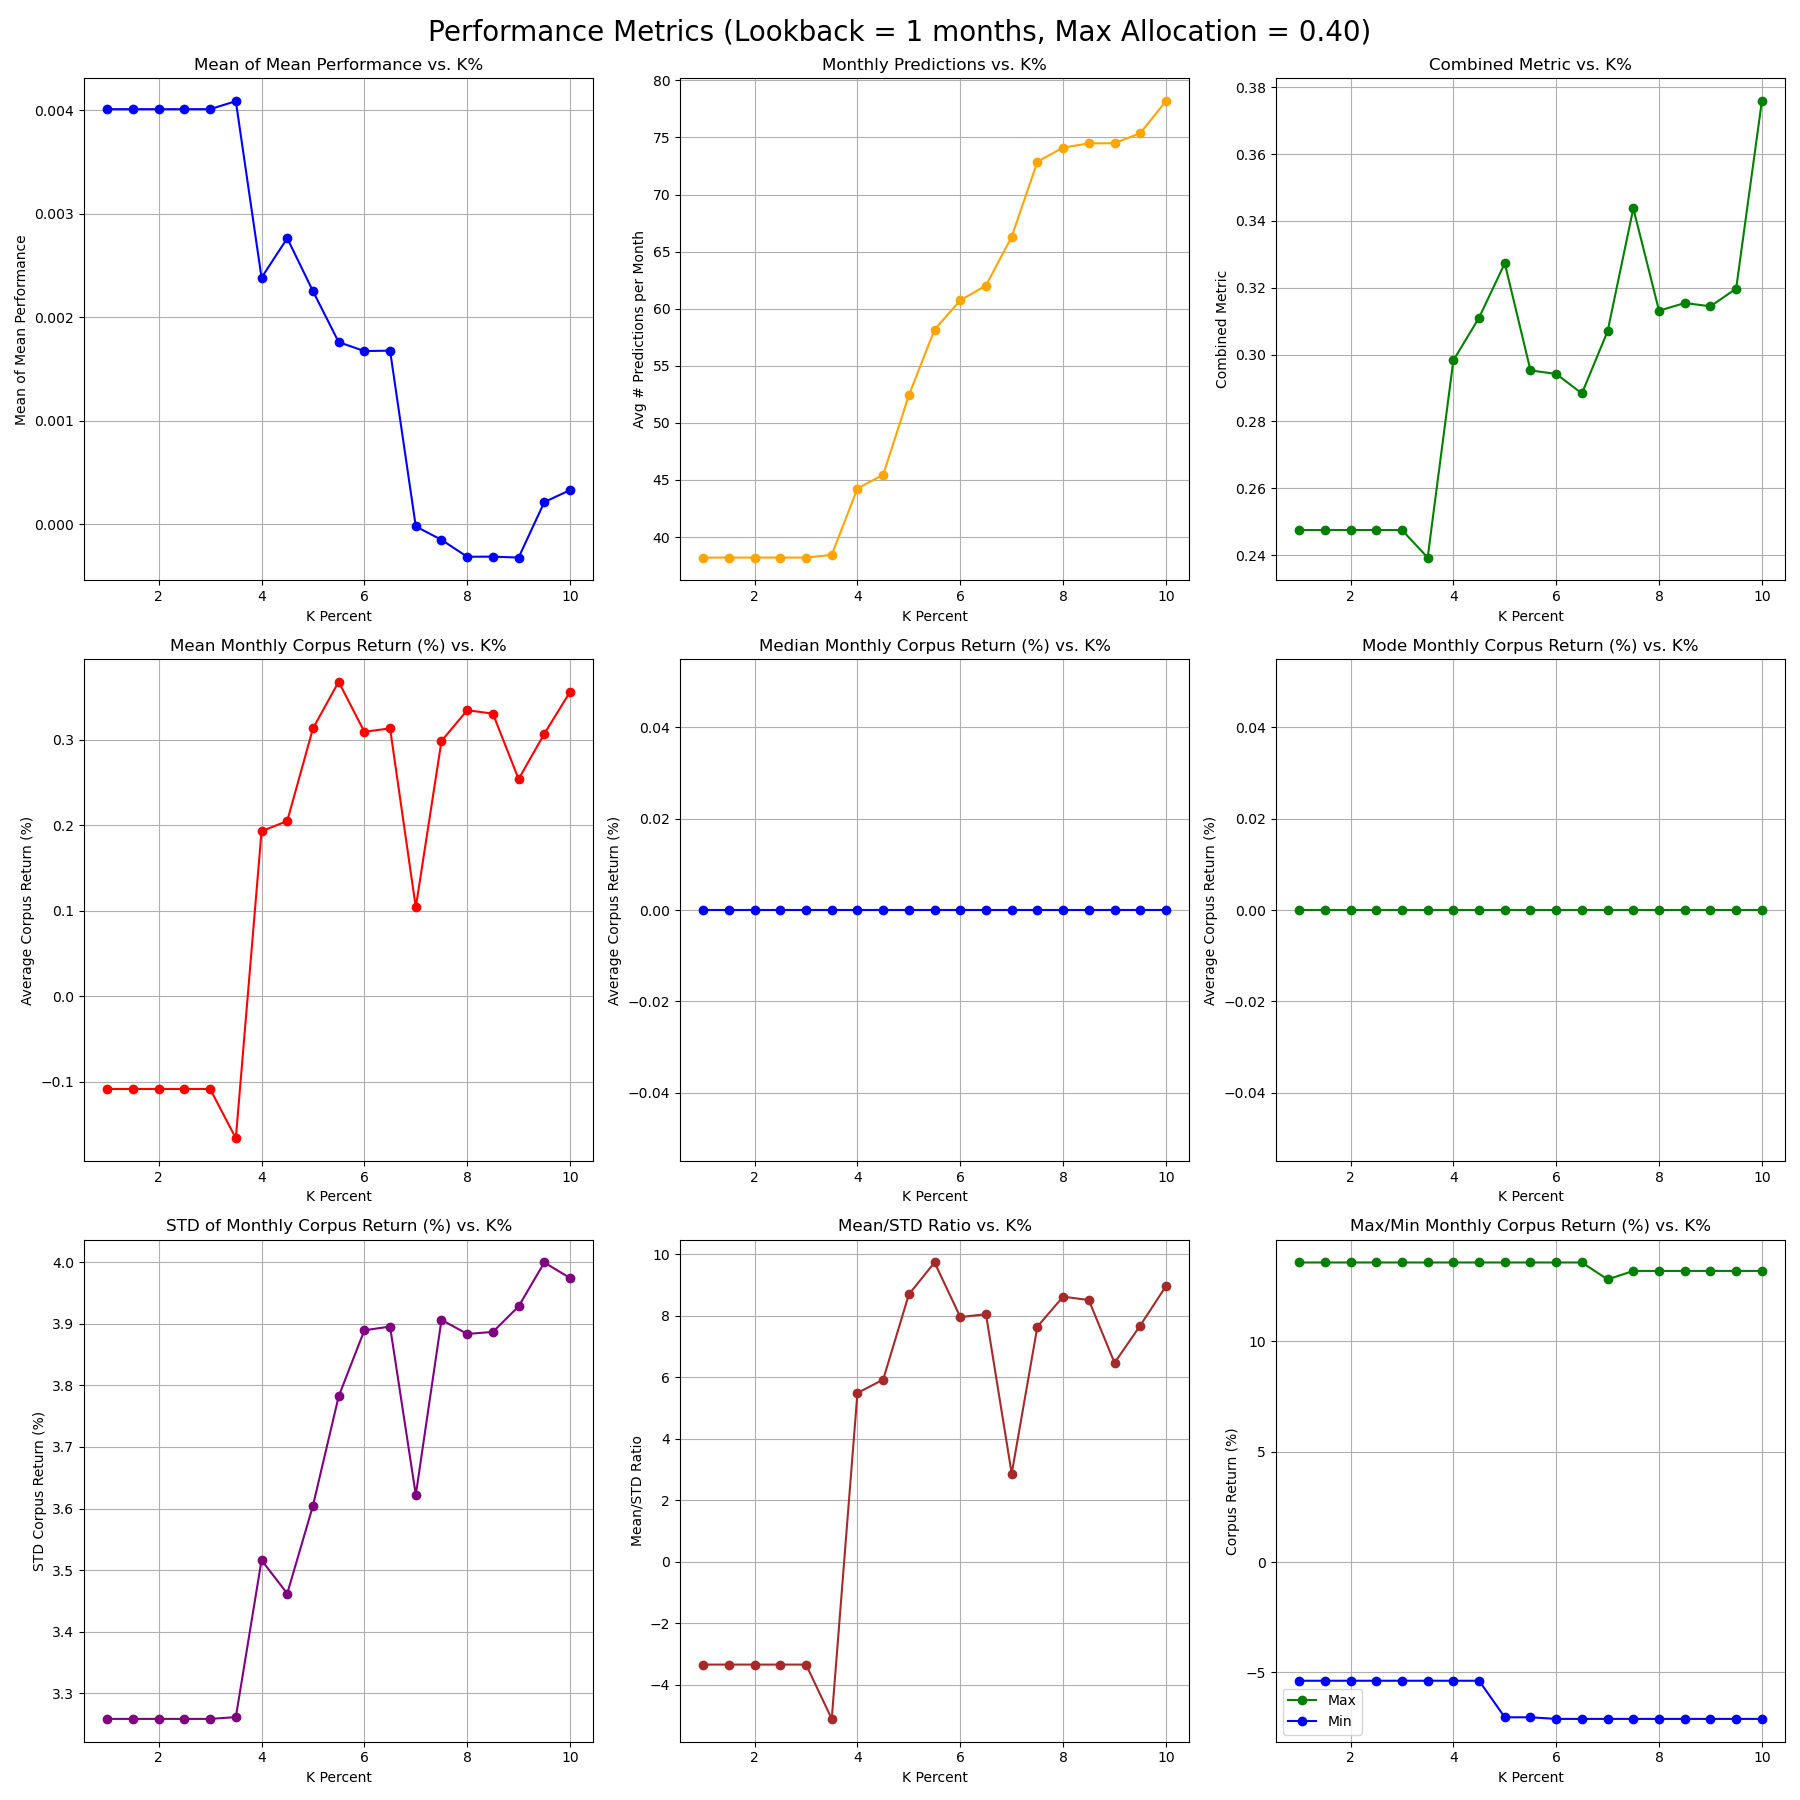 Performance Metrics (Lookback = 1 months, Max Allocation = 0.40)
Mean of Mean Performance vs. K%
Mean of Mean Performance
0.004
0.003
0.002
0.001
0.000
2 4 6 8 10
K Percent
Monthly Predictions vs. K%
Avg # Predictions per Month
80
75
70
65
60
55
50
45
40
2 4 6 8 10
K Percent
Combined Metric vs. K%
Combined Metric
0.38
0.36
0.34
0.32
0.30
0.28
0.26
0.24
2 4 6 8 10
K Percent
Mean Monthly Corpus Return (%) vs. K%
Average Corpus Return (%)
0.3
0.2
0.1
0.0
−0.1
2 4 6 8 10
K Percent
Median Monthly Corpus Return (%) vs. K%
Average Corpus Return (%)
0.04
0.02
0.00
−0.02
−0.04
2 4 6 8 10
K Percent
Mode Monthly Corpus Return (%) vs. K%
Average Corpus Return (%)
0.04
0.02
0.00
−0.02
−0.04
2 4 6 8 10
K Percent
STD of Monthly Corpus Return (%) vs. K%
STD Corpus Return (%)
4.0
3.9
3.8
3.7
3.6
3.5
3.4
3.3
2 4 6 8 10
K Percent
Mean/STD Ratio vs. K%
Mean/STD Ratio
10
8
6
4
2
0
−2
−4
2 4 6 8 10
K Percent
Max/Min Monthly Corpus Return (%) vs. K%
Corpus Return (%)
10
5
0
−5
Max
Min
2 4 6 8 10
K Percent